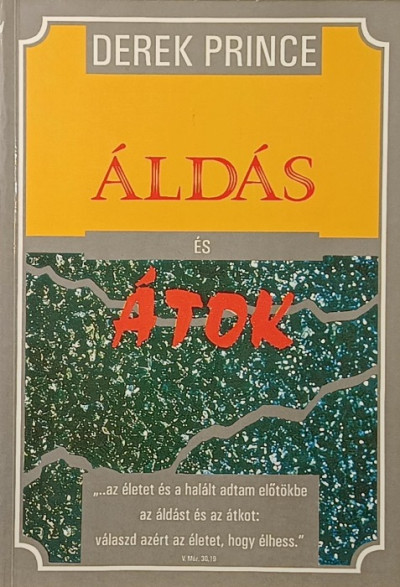 DEREK PRINCE
ÁLDÁS
ÉS
ÁTOK
„..az életet és a halált adtam előtökbe
az áldást és az átkot:
válaszd azért az életet, hogy élhess.“
V. Móz. 30,19